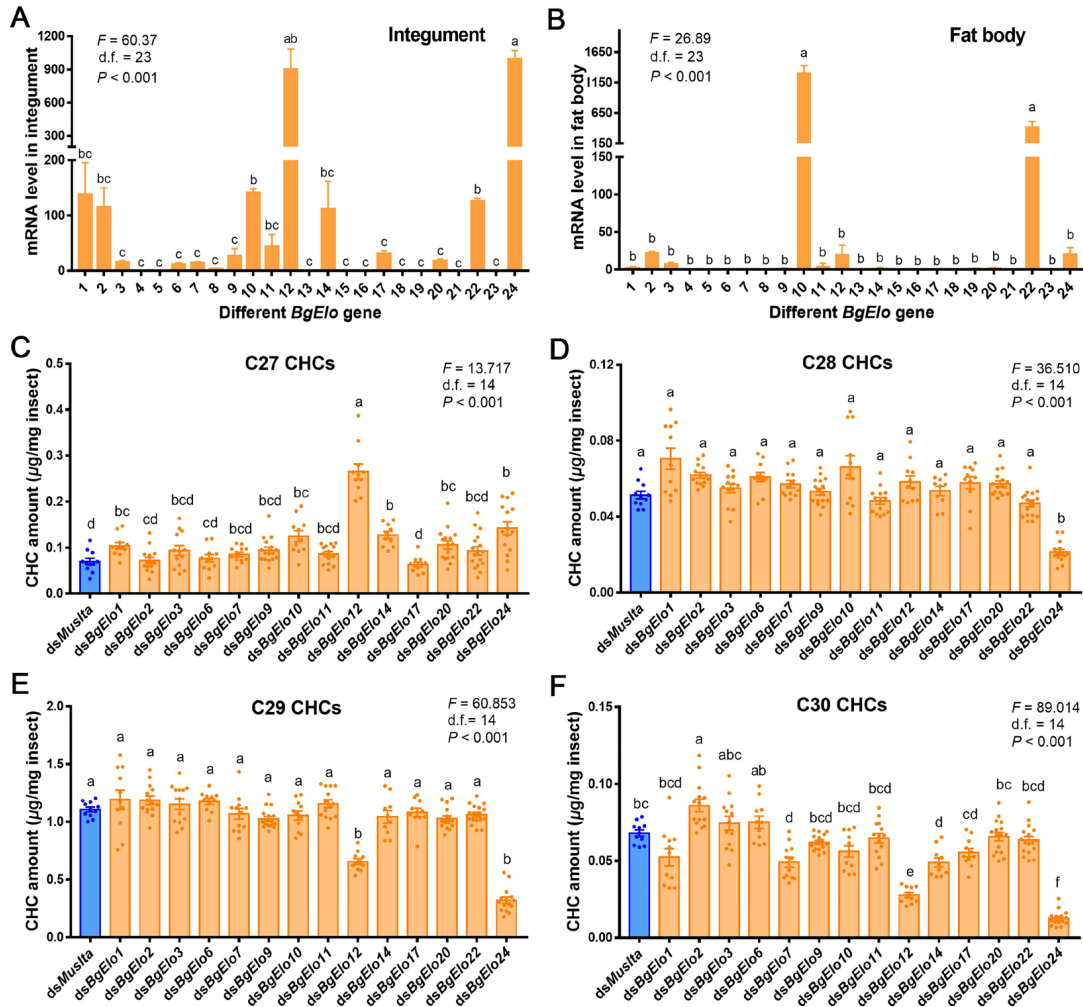 A
Integument
F = 60.37
d.f. = 23
P < 0.001
mRNA level in integument
1200
900
600
300
200
100
0
bc bc c c c c c c c b bc ab c bc c c c c c c c b c a
1 2 3 4 5 6 7 8 9 10 11 12 13 14 15 16 17 18 19 20 21 22 23 24
Different BgElo gene
B
Fat body
F = 26.89
d.f. = 23
P < 0.001
mRNA level in fat body
1650
1150
650
150
150
100
50
0
b b b b b b b b b a b b b b b b b b b b b a b b
1 2 3 4 5 6 7 8 9 10 11 12 13 14 15 16 17 18 19 20 21 22 23 24
Different BgElo gene
C
C27 CHCs
F = 13.717
d.f. = 14
P < 0.001
CHC amount (μg/mg insect)
0.5
0.4
0.3
0.2
0.1
0.0
d bc cd bcd cd bcd bcd bc bcd a b d bcd bcd b
dsMuslta dsBgElo1 dsBgElo2 dsBgElo3 dsBgElo6 dsBgElo7 dsBgElo9 dsBgElo10 dsBgElo11 dsBgElo12 dsBgElo14 dsBgElo17 dsBgElo20 dsBgElo22 dsBgElo24
D
C28 CHCs
F = 36.510
d.f. = 14
P < 0.001
CHC amount (μg/mg insect)
0.12
0.08
0.04
0.00
a a a a a a a a a a a a a a b
dsMuslta dsBgElo1 dsBgElo2 dsBgElo3 dsBgElo6 dsBgElo7 dsBgElo9 dsBgElo10 dsBgElo11 dsBgElo12 dsBgElo14 dsBgElo17 dsBgElo20 dsBgElo22 dsBgElo24
E
C29 CHCs
F = 60.853
d.f. = 14
P < 0.001
CHC amount (μg/mg insect)
2.0
1.5
1.0
0.5
0.0
a a a a a a a a a b a a a a b
dsMuslta dsBgElo1 dsBgElo2 dsBgElo3 dsBgElo6 dsBgElo7 dsBgElo9 dsBgElo10 dsBgElo11 dsBgElo12 dsBgElo14 dsBgElo17 dsBgElo20 dsBgElo22 dsBgElo24
F
C30 CHCs
F = 89.014
d.f. = 14
P < 0.001
CHC amount (μg/mg insect)
0.15
0.10
0.05
0.00
bc bcd a abc ab d bcd bcd bcd e d cd bc bcd f
dsMuslta dsBgElo1 dsBgElo2 dsBgElo3 dsBgElo6 dsBgElo7 dsBgElo9 dsBgElo10 dsBgElo11 dsBgElo12 dsBgElo14 dsBgElo17 dsBgElo20 dsBgElo22 dsBgElo24